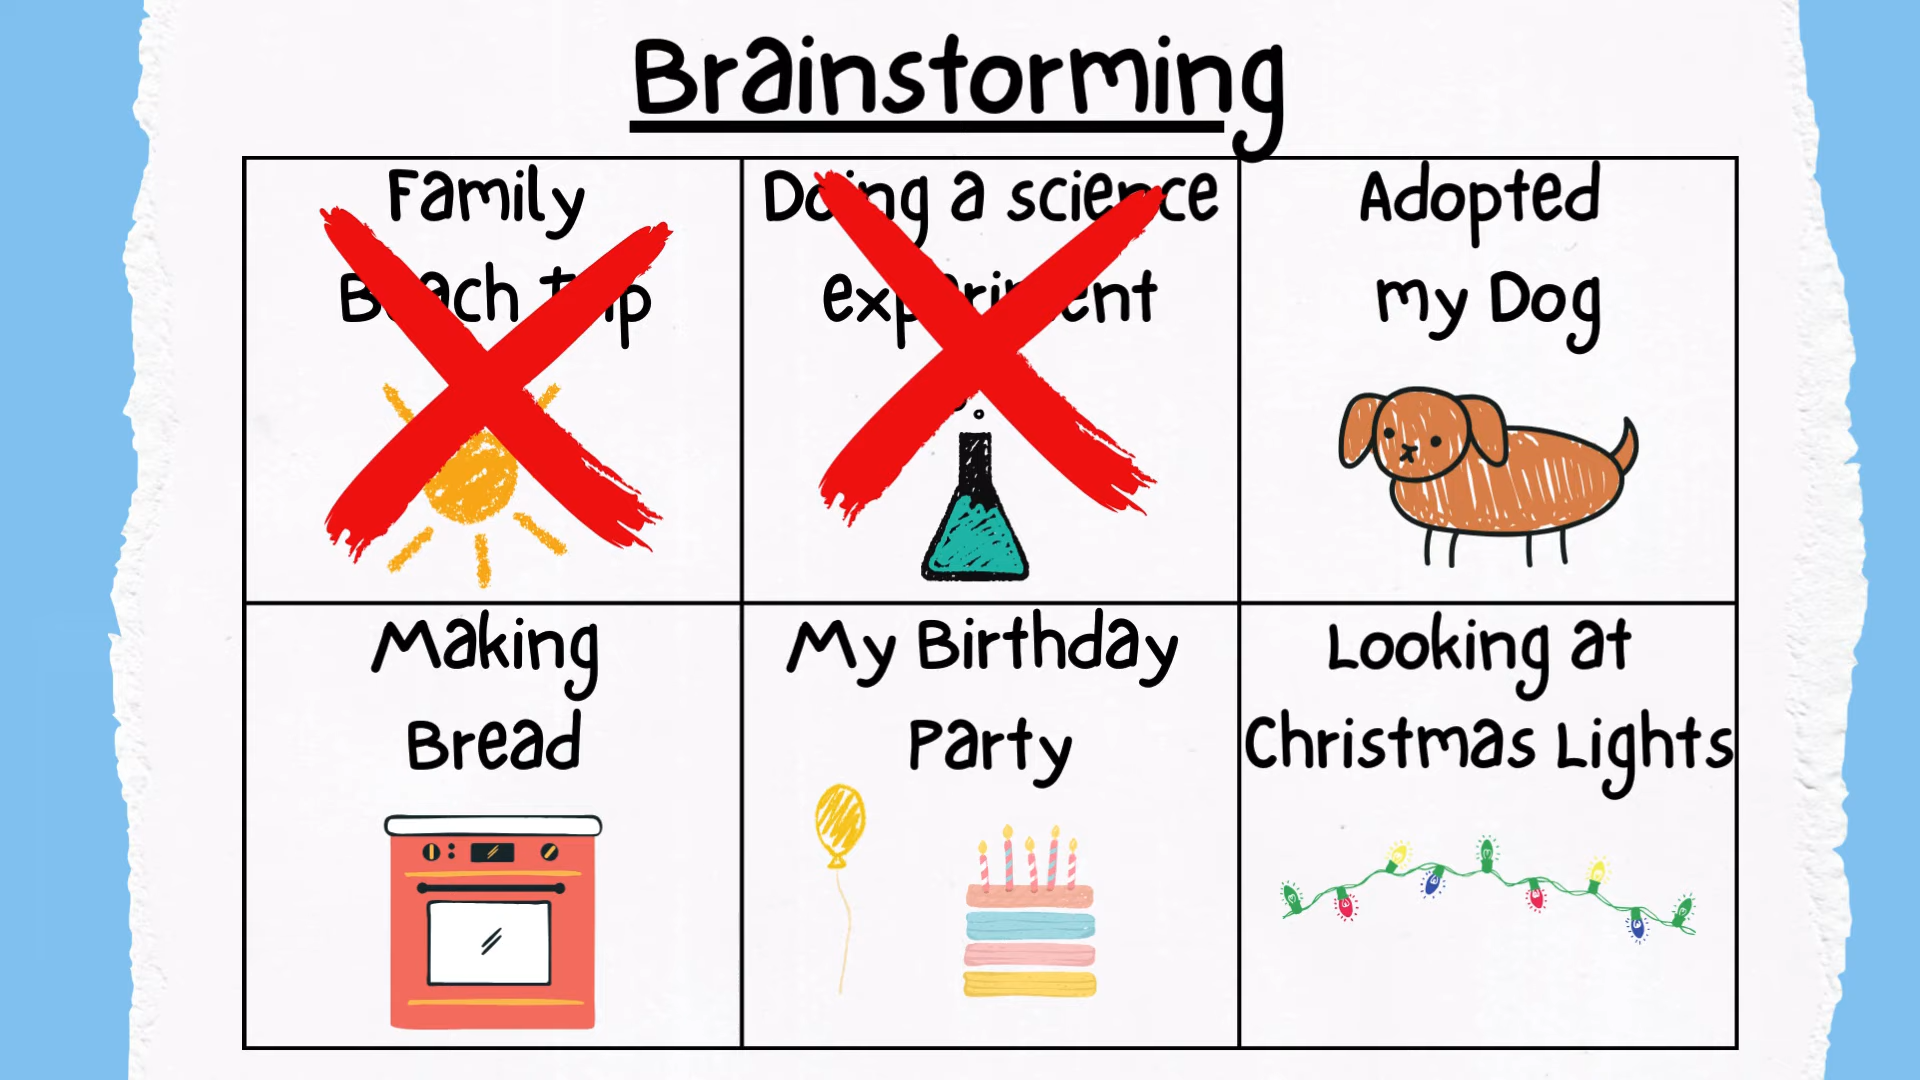 Brainstorming
Family
Beach trip
Doing a science
experiment
Adopted
my Dog
Making
Bread
My Birthday
Party
Looking at
Christmas Lights